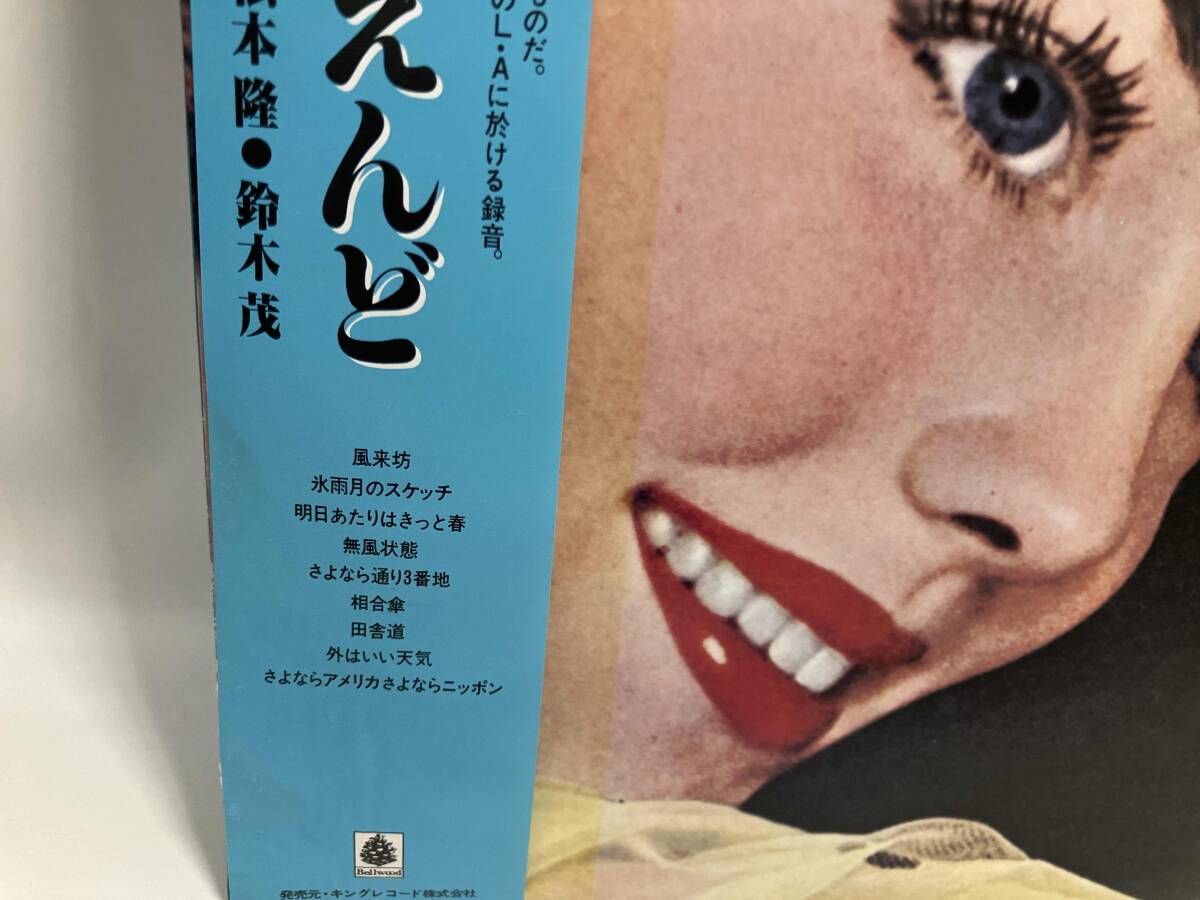 ものだ。
のL・Aに於ける録音。
えんど
本 隆●鈴木 茂
風来坊
氷雨月のスケッチ
明日あたりはきっと春
無風状態
さよなら通り3番地
相合傘
田舎道
外はいい天気
さよならアメリカさよならニッポン
Bellwood
発売元・キングレコード株式会社